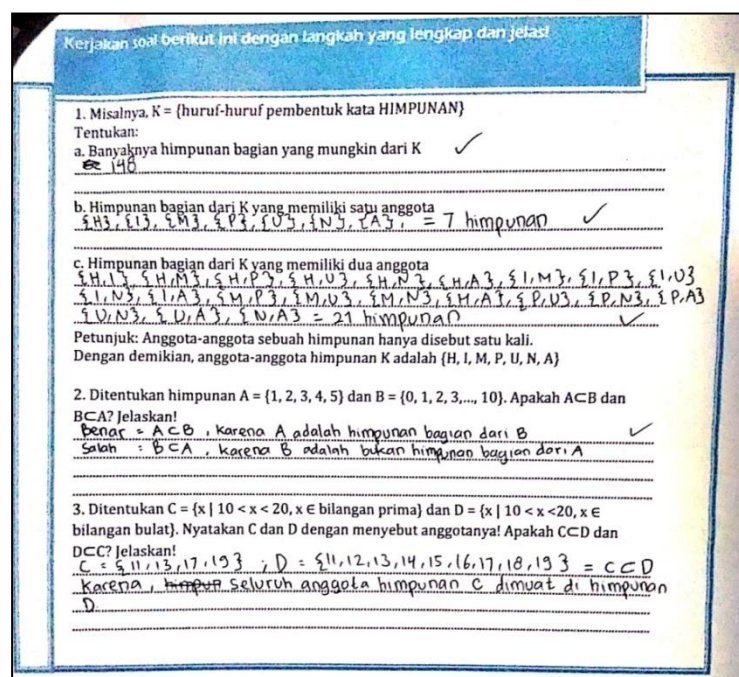 Kerjakan soal berikut ini dengan langkah yang lengkap dan jelas!
1. Misalnya, K = {huruf-huruf pembentuk kata HIMPUNAN}
Tentukan:
a. Banyaknya himpunan bagian yang mungkin dari K
148
b. Himpunan bagian dari K yang memiliki satu anggota
{H}, {I}, {M}, {P}, {U}, {N}, {A}, = 7 himpunan
c. Himpunan bagian dari K yang memiliki dua anggota
{H,I}, {H,M}, {H,P}, {H,U}, {H,N}, {H,A}, {I,M}, {I,P}, {I,U}
{I,N}, {I,A}, {M,P}, {M,U}, {M,N}, {M,A}, {P,U}, {P,N}, {P,A}
{U,N}, {U,A}, {N,A} = 21 himpunan
Petunjuk: Anggota-anggota sebuah himpunan hanya disebut satu kali.
Dengan demikian, anggota-anggota himpunan K adalah {H, I, M, P, U, N, A}
2. Ditentukan himpunan A = {1, 2, 3, 4, 5} dan B = {0, 1, 2, 3,..., 10}. Apakah A⊂B dan
B⊂A? Jelaskan!
Benar = A⊂B, karena A adalah himpunan bagian dari B
Salah : B⊂A, karena B adalah bukan himpunan bagian dari A
3. Ditentukan C = {x | 10 < x < 20, x ∈ bilangan prima} dan D = {x | 10 < x <20, x ∈
bilangan bulat}. Nyatakan C dan D dengan menyebut anggotanya! Apakah C⊂D dan
D⊂C? Jelaskan!
C = {11,13,17,19} ; D = {11,12,13,14,15,16,17,18,19} = C⊂D
Karena, himpun seluruh anggota himpunan C dimuat di himpunan
D